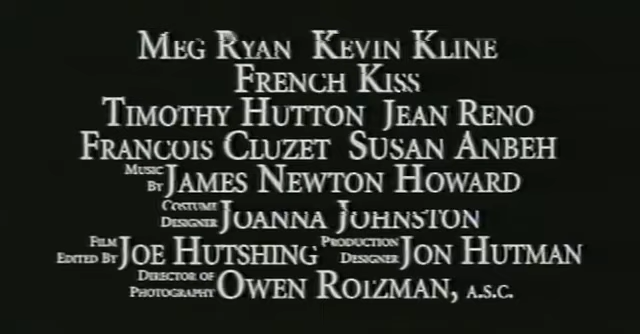 MEG RYAN KEVIN KLINE
FRENCH KISS
TIMOTHY HUTTON JEAN RENO
FRANCOIS CLUZET SUSAN ANBEH
MUSIC BY JAMES NEWTON HOWARD
COSTUME DESIGNER JOANNA JOHNSTON
FILM EDITED BY JOE HUTSHING PRODUCTION DESIGNER JON HUTMAN
DIRECTOR OF PHOTOGRAPHY OWEN ROIZMAN, A.S.C.